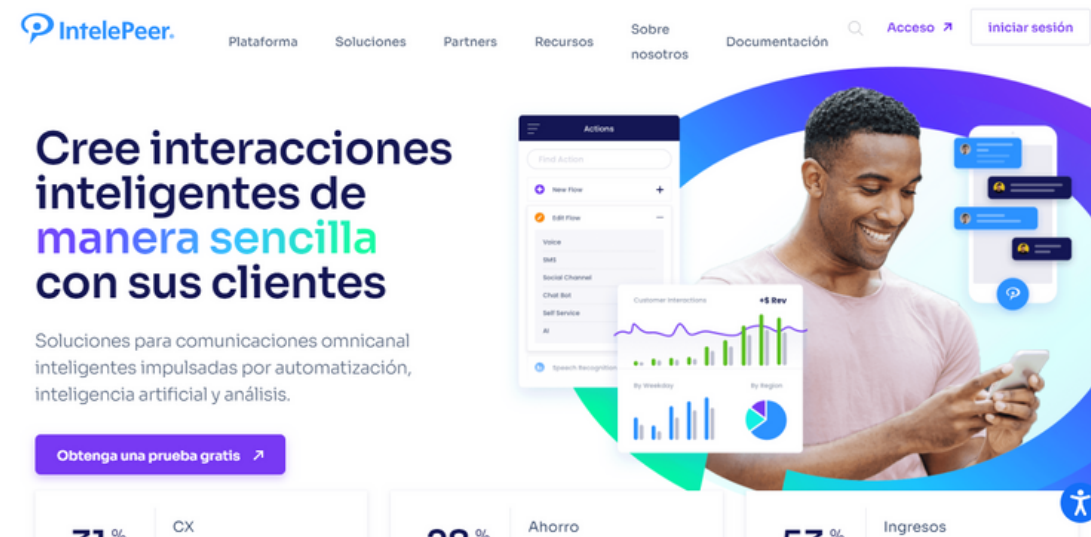 IntelePeer.
Plataforma
Soluciones
Partners
Recursos
Sobre
nosotros
Documentación
Acceso
iniciar sesión
Cree interacciones
inteligentes de
manera sencilla
con sus clientes
Soluciones para comunicaciones omnicanal
inteligentes impulsadas por automatización,
inteligencia artificial y análisis.
Obtenga una prueba gratis
Actions
Find Action
New Flow
Edit Flow
Voice
SMS
Social Channel
Chat Bot
Self Service
AI
Speech Recognition
Customer Interactions
+$ Rev
By Weekday
By Region
%
CX
%
Ahorro
%
Ingresos